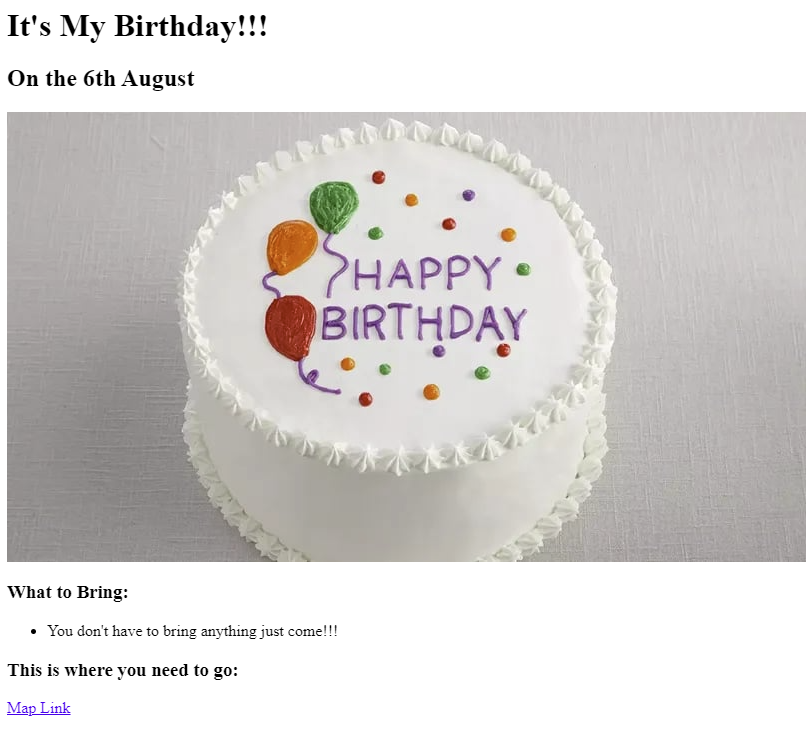 It's My Birthday!!!
On the 6th August
HAPPY
BIRTHDAY
What to Bring:
You don't have to bring anything just come!!!
This is where you need to go:
Map Link